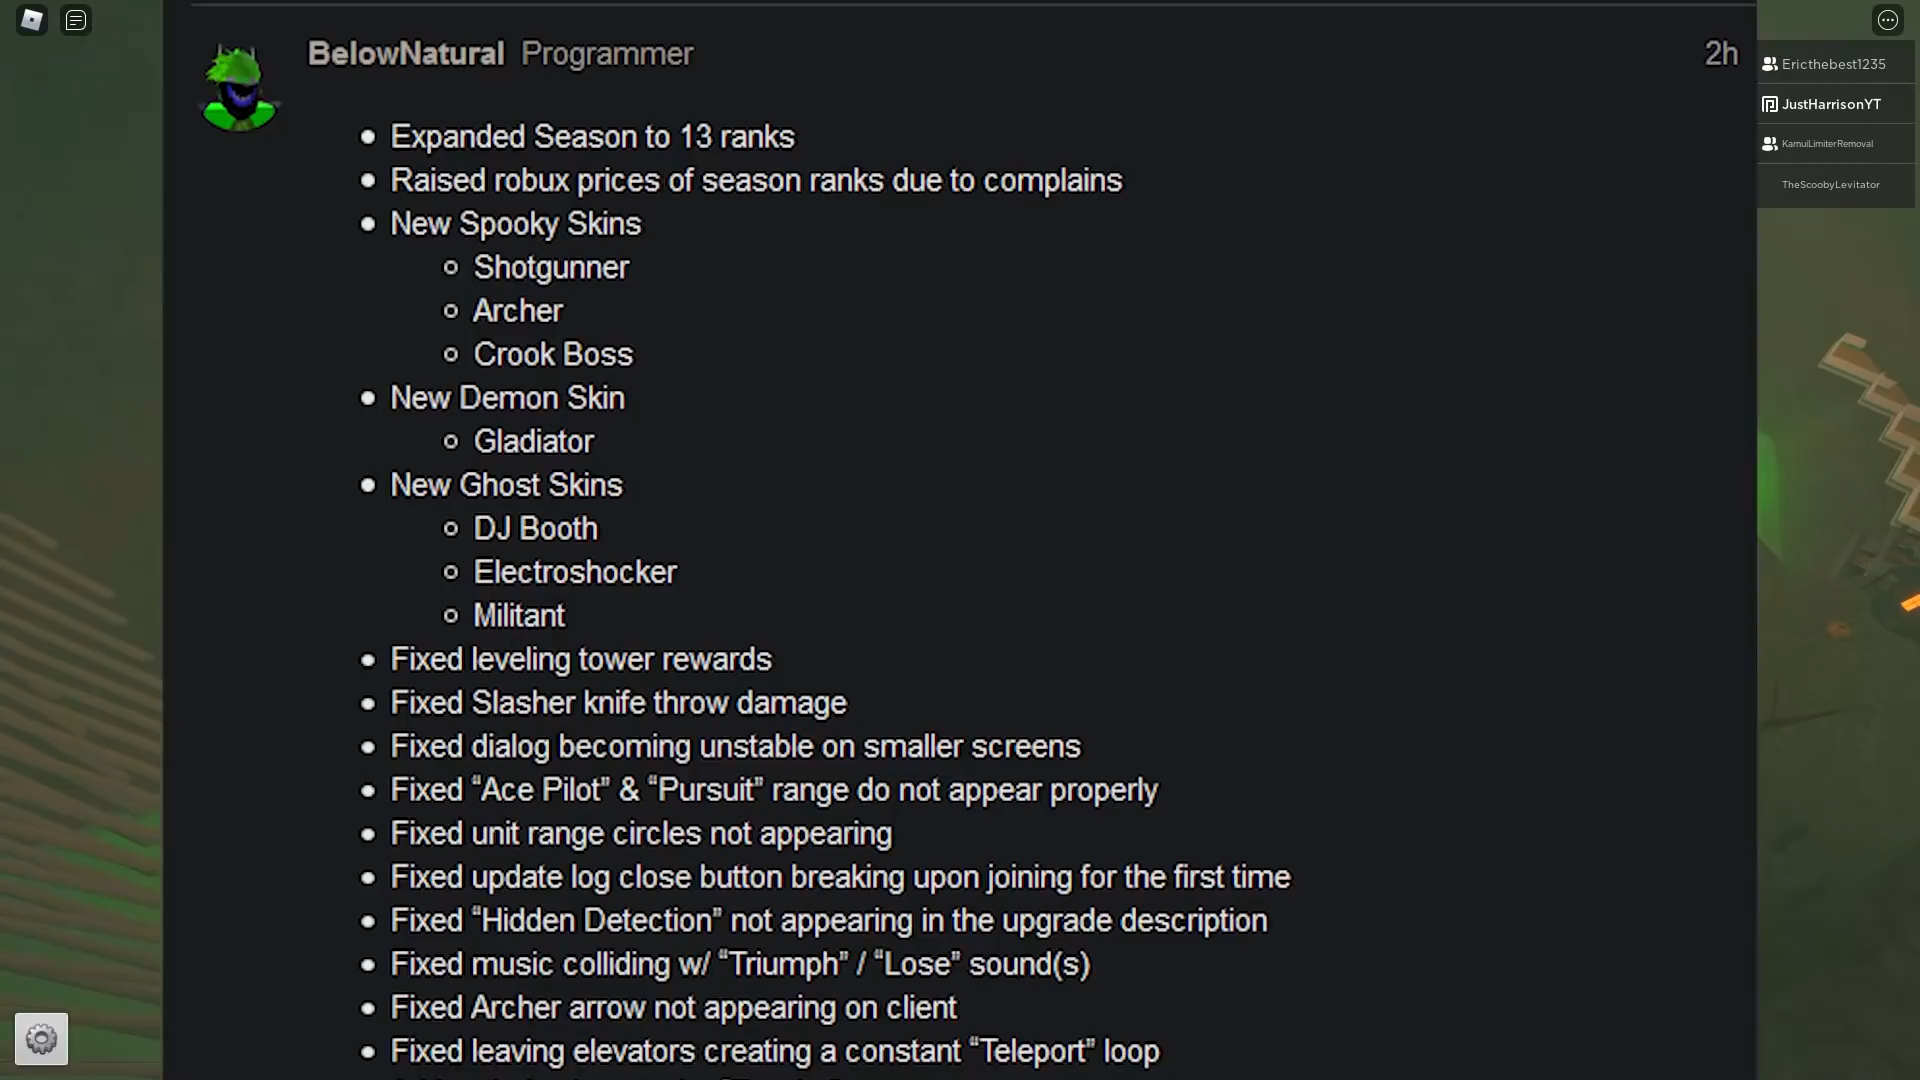 BelowNatural Programmer 2h
Ericthebest1235
JustHarrisonYT
KamuiLimiterRemoval
TheScoobyLevitator
Expanded Season to 13 ranks
Raised robux prices of season ranks due to complains
New Spooky Skins
Shotgunner
Archer
Crook Boss
New Demon Skin
Gladiator
New Ghost Skins
DJ Booth
Electroshocker
Militant
Fixed leveling tower rewards
Fixed Slasher knife throw damage
Fixed dialog becoming unstable on smaller screens
Fixed “Ace Pilot” & “Pursuit” range do not appear properly
Fixed unit range circles not appearing
Fixed update log close button breaking upon joining for the first time
Fixed “Hidden Detection” not appearing in the upgrade description
Fixed music colliding w/ “Triumph” / “Lose” sound(s)
Fixed Archer arrow not appearing on client
Fixed leaving elevators creating a constant “Teleport” loop